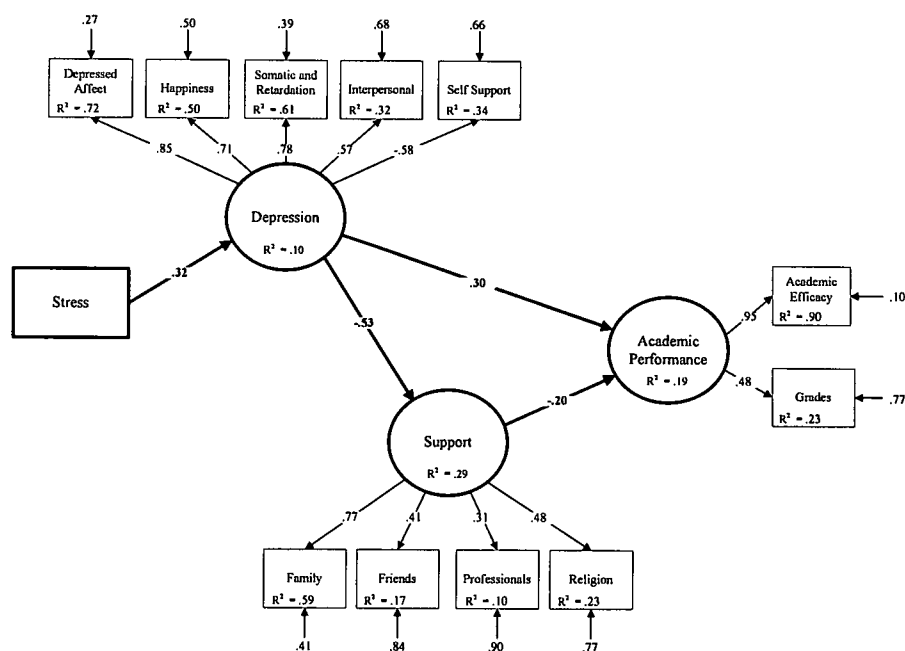 .27
.50
.39
.68
.66
Depressed
Affect
R² = .72
Happiness
R² = .50
Somatic and
Retardation
R² = .61
Interpersonal
R² = .32
Self Support
R² = .34
.85
.71
.78
.57
-.58
Depression
R² = .10
.32
Stress
.30
-.53
Academic
Efficacy
R² = .90
.10
.95
Academic
Performance
R² = .19
.48
Grades
R² = .23
.77
-.20
Support
R² = .29
.77
.41
.31
.48
Family
R² = .59
Friends
R² = .17
Professionals
R² = .10
Religion
R² = .23
.41
.84
.90
.77